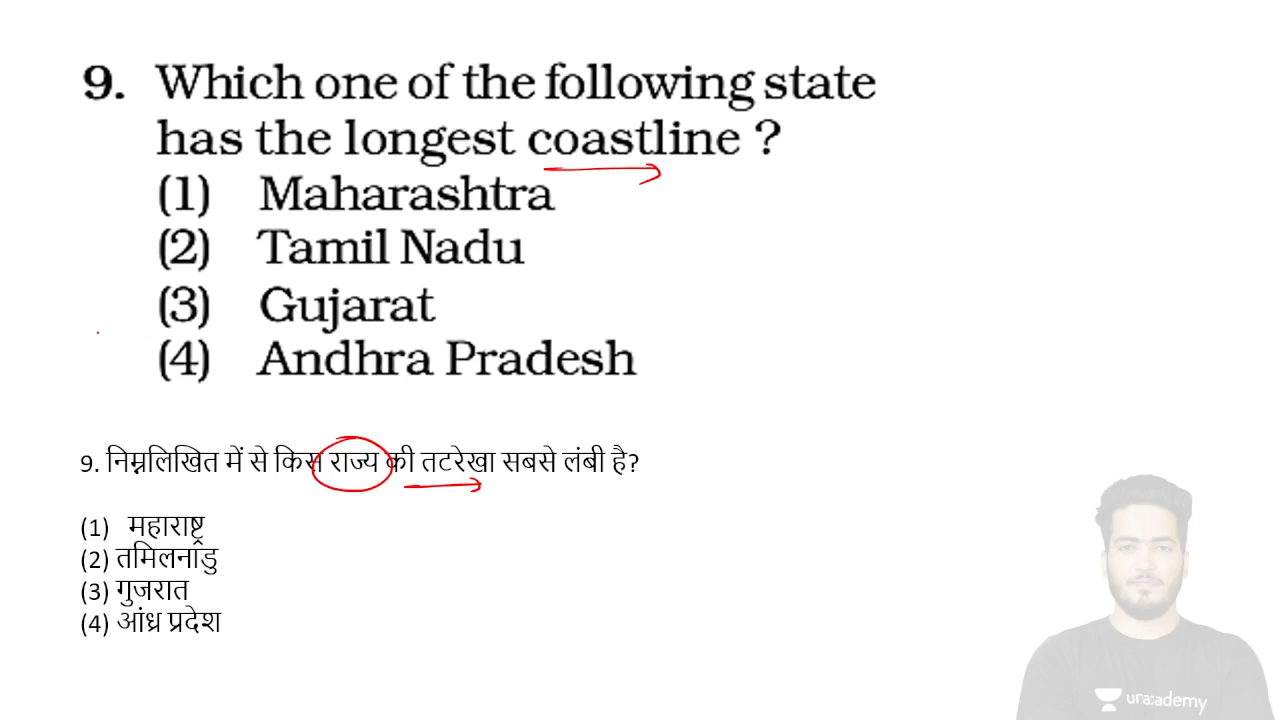 9. Which one of the following state
has the longest coastline ?
(1) Maharashtra
(2) Tamil Nadu
(3) Gujarat
(4) Andhra Pradesh
9. निम्नलिखित में से किस राज्य की तटरेखा सबसे लंबी है?
(1) महाराष्ट्र
(2) तमिलनाडु
(3) गुजरात
(4) आंध्र प्रदेश
unacademy